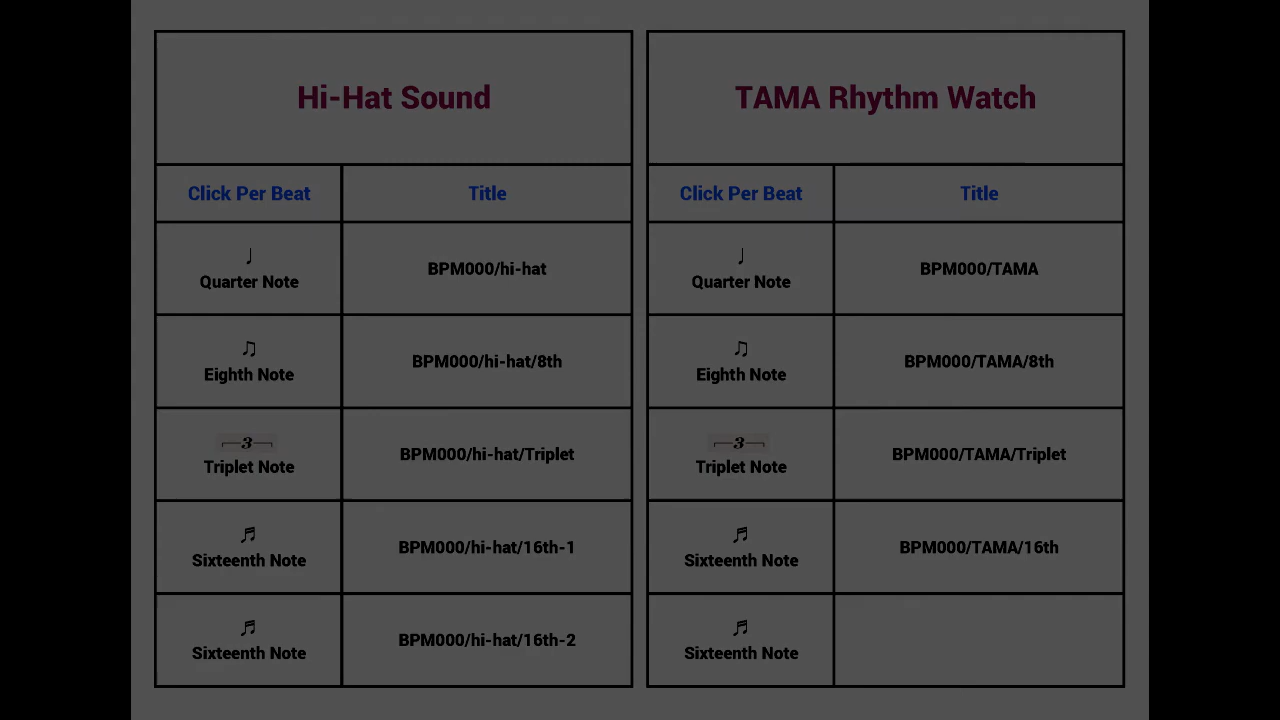 Hi-Hat Sound
Click Per Beat Title
♩
Quarter Note
BPM000/hi-hat
♫
Eighth Note
BPM000/hi-hat/8th
3
Triplet Note
BPM000/hi-hat/Triplet
♬
Sixteenth Note
BPM000/hi-hat/16th-1
♬
Sixteenth Note
BPM000/hi-hat/16th-2
TAMA Rhythm Watch
Click Per Beat Title
♩
Quarter Note
BPM000/TAMA
♫
Eighth Note
BPM000/TAMA/8th
3
Triplet Note
BPM000/TAMA/Triplet
♬
Sixteenth Note
BPM000/TAMA/16th
♬
Sixteenth Note